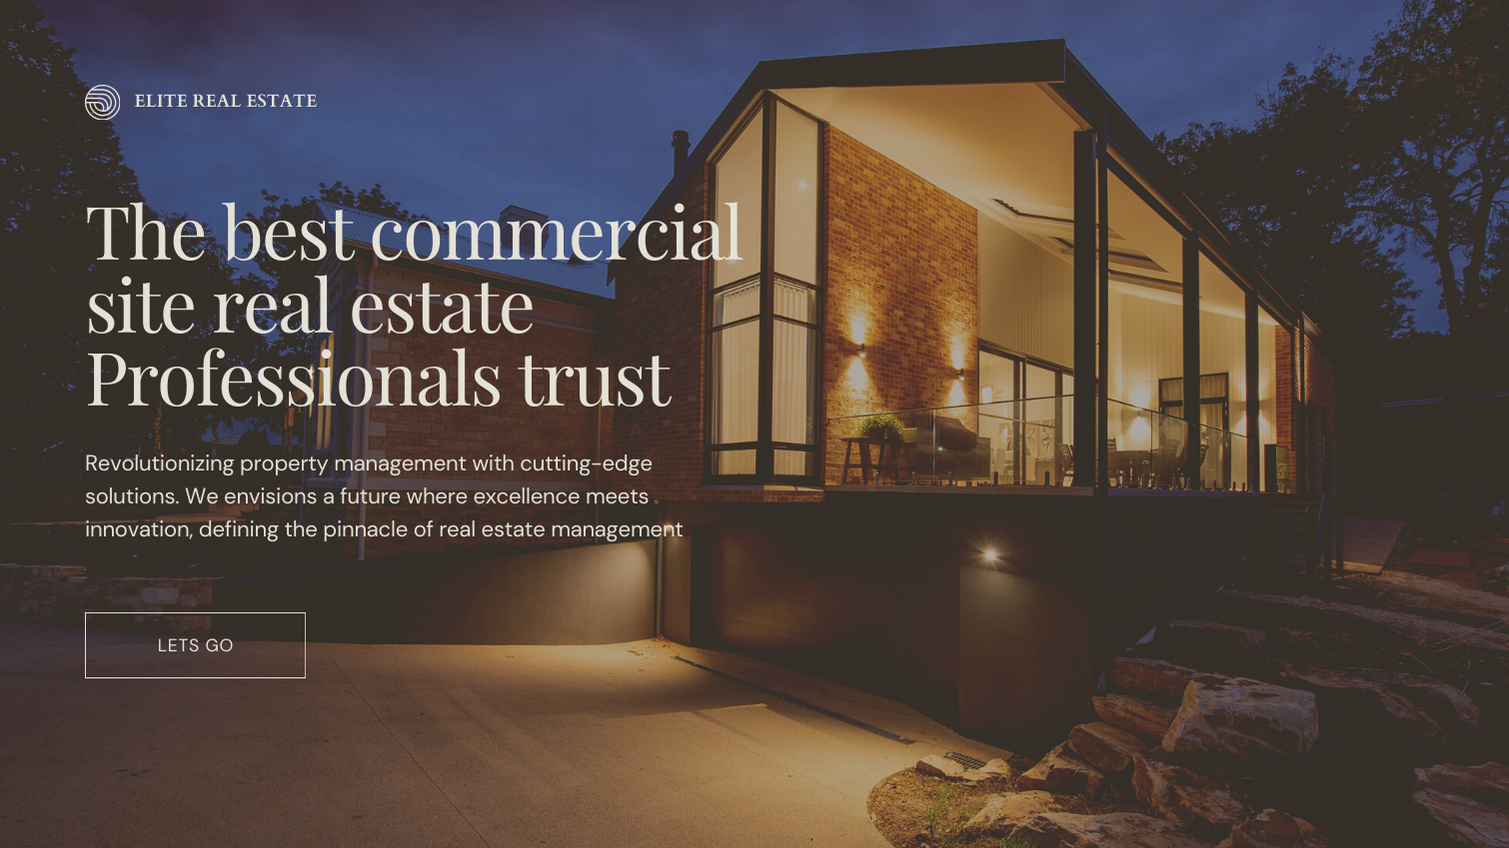 ELITE REAL ESTATE
The best commercial
site real estate
Professionals trust
Revolutionizing property management with cutting-edge
solutions. We envisions a future where excellence meets
innovation, defining the pinnacle of real estate management
LETS GO